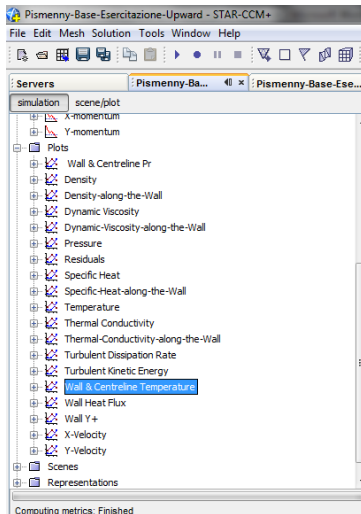 Pismenny-Base-Esercitazione-Upward - STAR-CCM+
File Edit Mesh Solution Tools Window Help
Servers Pismenny-Ba... Pismenny-Base-Ese...
simulation scene/plot
X-momentum
Y-momentum
Plots
Wall & Centreline Pr
Density
Density-along-the-Wall
Dynamic Viscosity
Dynamic-Viscosity-along-the-Wall
Pressure
Residuals
Specific Heat
Specific-Heat-along-the-Wall
Temperature
Thermal Conductivity
Thermal-Conductivity-along-the-Wall
Turbulent Dissipation Rate
Turbulent Kinetic Energy
Wall & Centreline Temperature
Wall Heat Flux
Wall Y+
X-Velocity
Y-Velocity
Scenes
Representations
Computing metrics: Finished